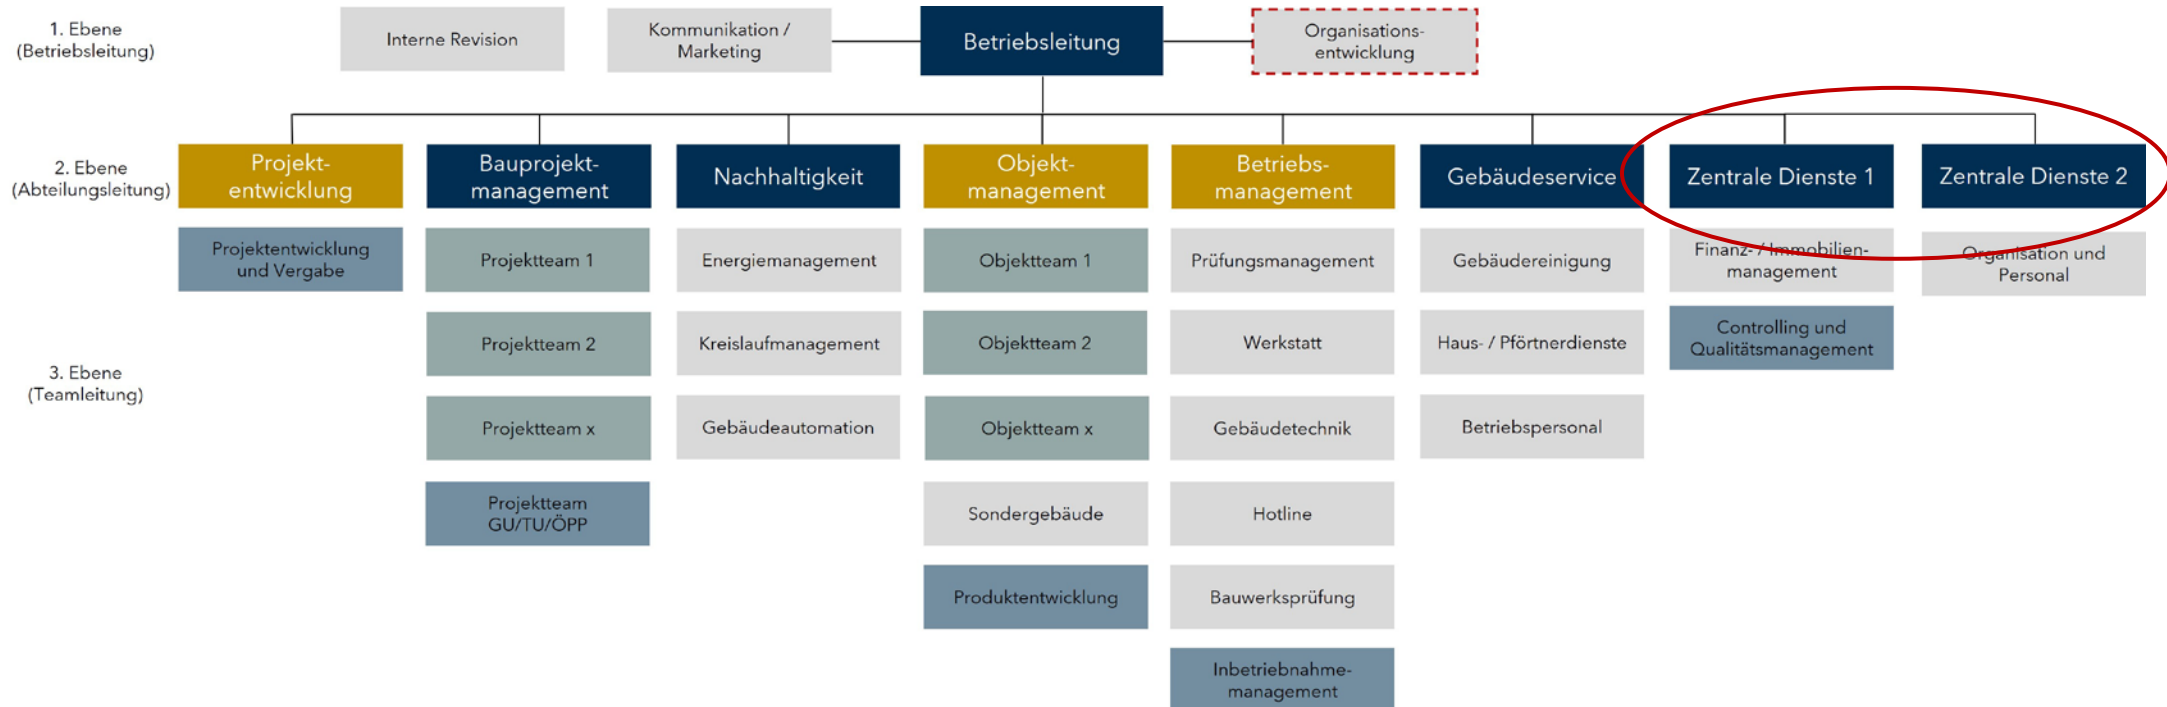 1. Ebene
(Betriebsleitung)
Interne Revision
Kommunikation /
Marketing
Betriebsleitung
Organisations-
entwicklung
2. Ebene
(Abteilungsleitung)
Projekt-
entwicklung
Bauprojekt-
management
Nachhaltigkeit
Objekt-
management
Betriebs-
management
Gebäudeservice
Zentrale Dienste 1
Zentrale Dienste 2
3. Ebene
(Teamleitung)
Projektentwicklung
und Vergabe
Projektteam 1
Projektteam 2
Projektteam x
Projektteam
GU/TU/ÖPP
Energiemanagement
Kreislaufmanagement
Gebäudeautomation
Objektteam 1
Objektteam 2
Objektteam x
Sondergebäude
Produktentwicklung
Prüfungsmanagement
Werkstatt
Gebäudetechnik
Hotline
Bauwerksprüfung
Inbetriebnahme-
management
Gebäudereinigung
Haus- / Pförtnerdienste
Betriebspersonal
Finanz- / Immobilien-
management
Controlling und
Qualitätsmanagement
Organisation und
Personal